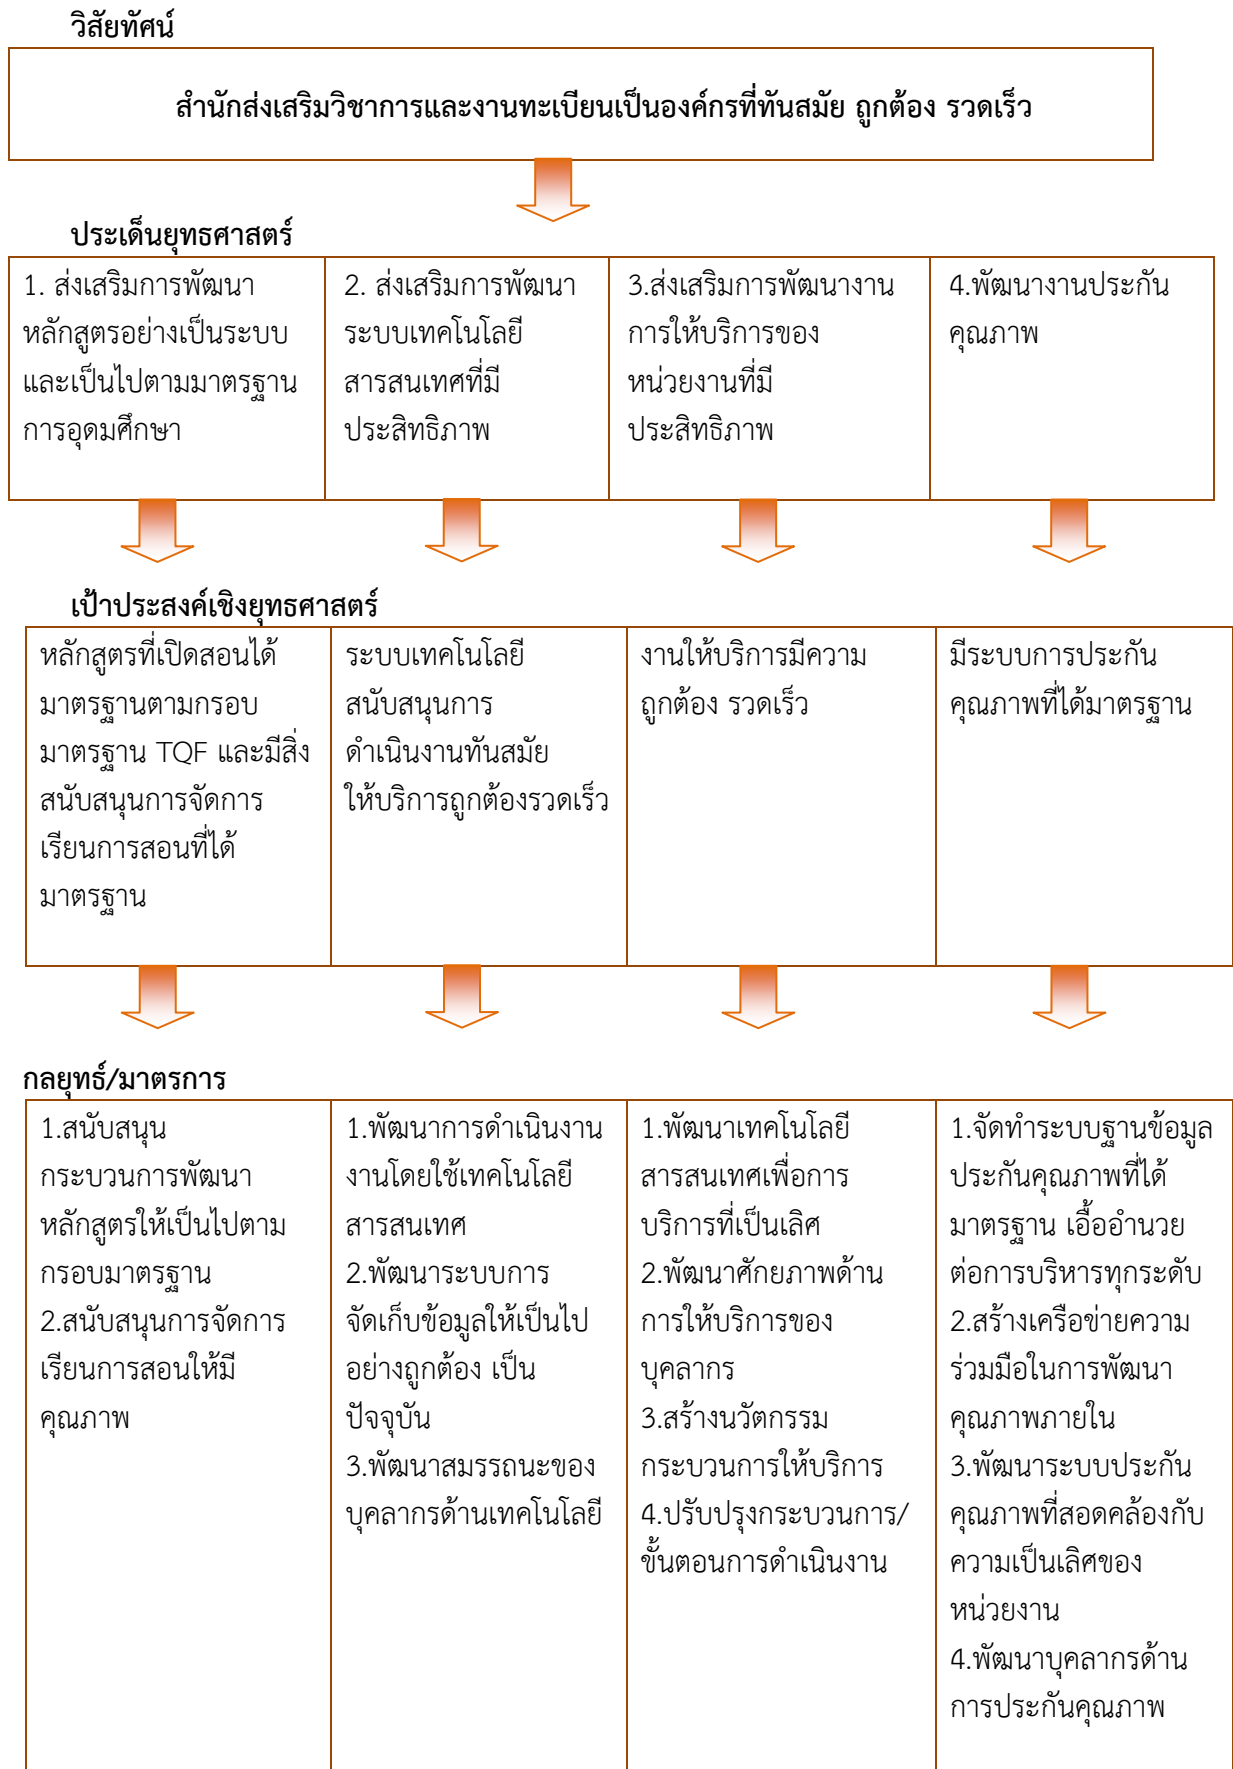 วิสัยทัศน์
สำนักส่งเสริมวิชาการและงานทะเบียนเป็นองค์กรที่ทันสมัย ถูกต้อง รวดเร็ว
ประเด็นยุทธศาสตร์
1. ส่งเสริมการพัฒนา
หลักสูตรอย่างเป็นระบบ
และเป็นไปตามมาตรฐาน
การอุดมศึกษา
2. ส่งเสริมการพัฒนา
ระบบเทคโนโลยี
สารสนเทศที่มี
ประสิทธิภาพ
3.ส่งเสริมการพัฒนางาน
การให้บริการของ
หน่วยงานที่มี
ประสิทธิภาพ
4.พัฒนางานประกัน
คุณภาพ
เป้าประสงค์เชิงยุทธศาสตร์
หลักสูตรที่เปิดสอนได้
มาตรฐานตามกรอบ
มาตรฐาน TQF และมีสิ่ง
สนับสนุนการจัดการ
เรียนการสอนที่ได้
มาตรฐาน
ระบบเทคโนโลยี
สนับสนุนการ
ดำเนินงานทันสมัย
ให้บริการถูกต้องรวดเร็ว
งานให้บริการมีความ
ถูกต้อง รวดเร็ว
มีระบบการประกัน
คุณภาพที่ได้มาตรฐาน
กลยุทธ์/มาตรการ
1.สนับสนุน
กระบวนการพัฒนา
หลักสูตรให้เป็นไปตาม
กรอบมาตรฐาน
2.สนับสนุนการจัดการ
เรียนการสอนให้มี
คุณภาพ
1.พัฒนาการดำเนินงาน
งานโดยใช้เทคโนโลยี
สารสนเทศ
2.พัฒนาระบบการ
จัดเก็บข้อมูลให้เป็นไป
อย่างถูกต้อง เป็น
ปัจจุบัน
3.พัฒนาสมรรถนะของ
บุคลากรด้านเทคโนโลยี
1.พัฒนาเทคโนโลยี
สารสนเทศเพื่อการ
บริการที่เป็นเลิศ
2.พัฒนาศักยภาพด้าน
การให้บริการของ
บุคลากร
3.สร้างนวัตกรรม
กระบวนการให้บริการ
4.ปรับปรุงกระบวนการ/
ขั้นตอนการดำเนินงาน
1.จัดทำระบบฐานข้อมูล
ประกันคุณภาพที่ได้
มาตรฐาน เอื้ออำนวย
ต่อการบริหารทุกระดับ
2.สร้างเครือข่ายความ
ร่วมมือในการพัฒนา
คุณภาพภายใน
3.พัฒนาระบบประกัน
คุณภาพที่สอดคล้องกับ
ความเป็นเลิศของ
หน่วยงาน
4.พัฒนาบุคลากรด้าน
การประกันคุณภาพ